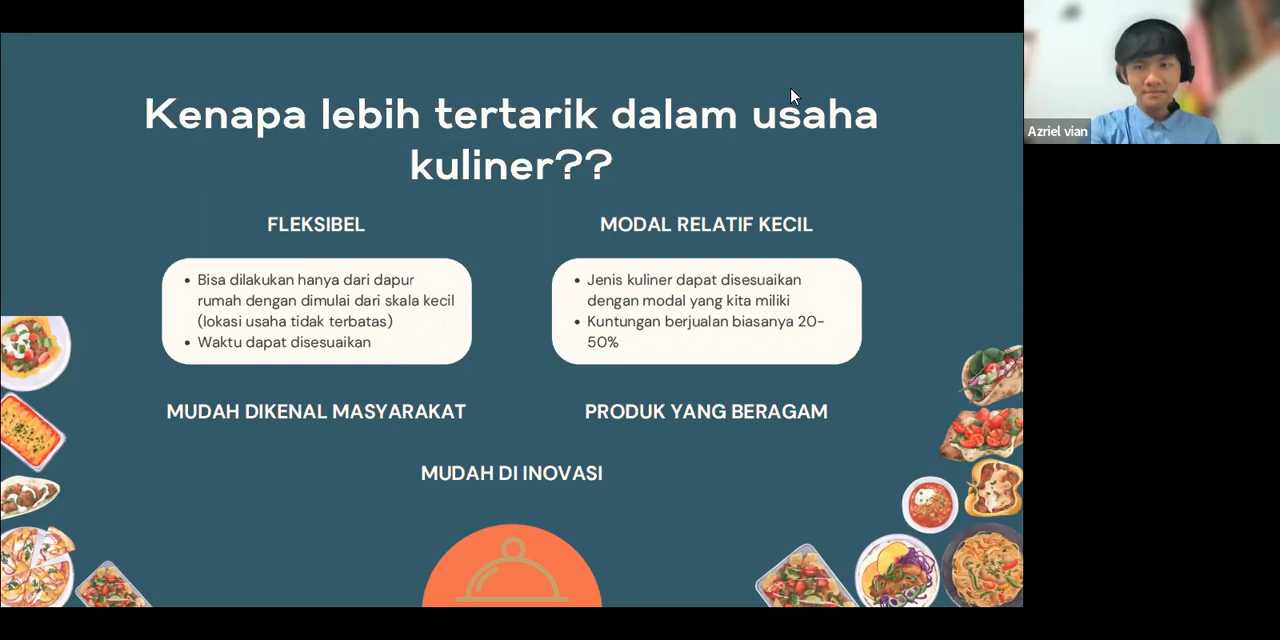 Kenapa lebih tertarik dalam usaha
kuliner??
FLEKSIBEL
• Bisa dilakukan hanya dari dapur
rumah dengan dimulai dari skala kecil
(lokasi usaha tidak terbatas)
• Waktu dapat disesuaikan
MODAL RELATIF KECIL
• Jenis kuliner dapat disesuaikan
dengan modal yang kita miliki
• Kuntungan berjualan biasanya 20-
50%
MUDAH DIKENAL MASYARAKAT
PRODUK YANG BERAGAM
MUDAH DI INOVASI
Azriel vian